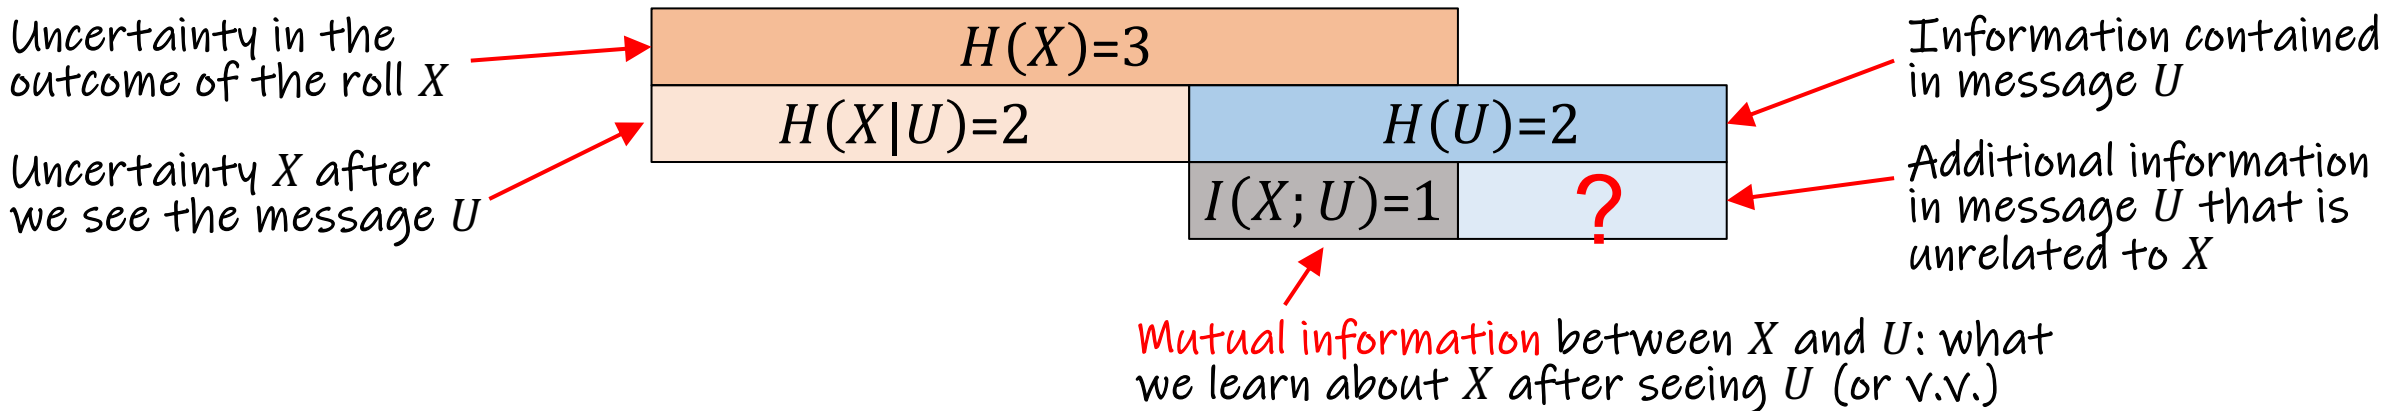 Uncertainty in the
outcome of the roll X
Uncertainty X after
we see the message U
H(X)=3
H(X|U)=2
H(U)=2
I(X;U)=1
?
Information contained
in message U
Additional information
in message U that is
unrelated to X
Mutual information between X and U: what
we learn about X after seeing U (or v.v.)